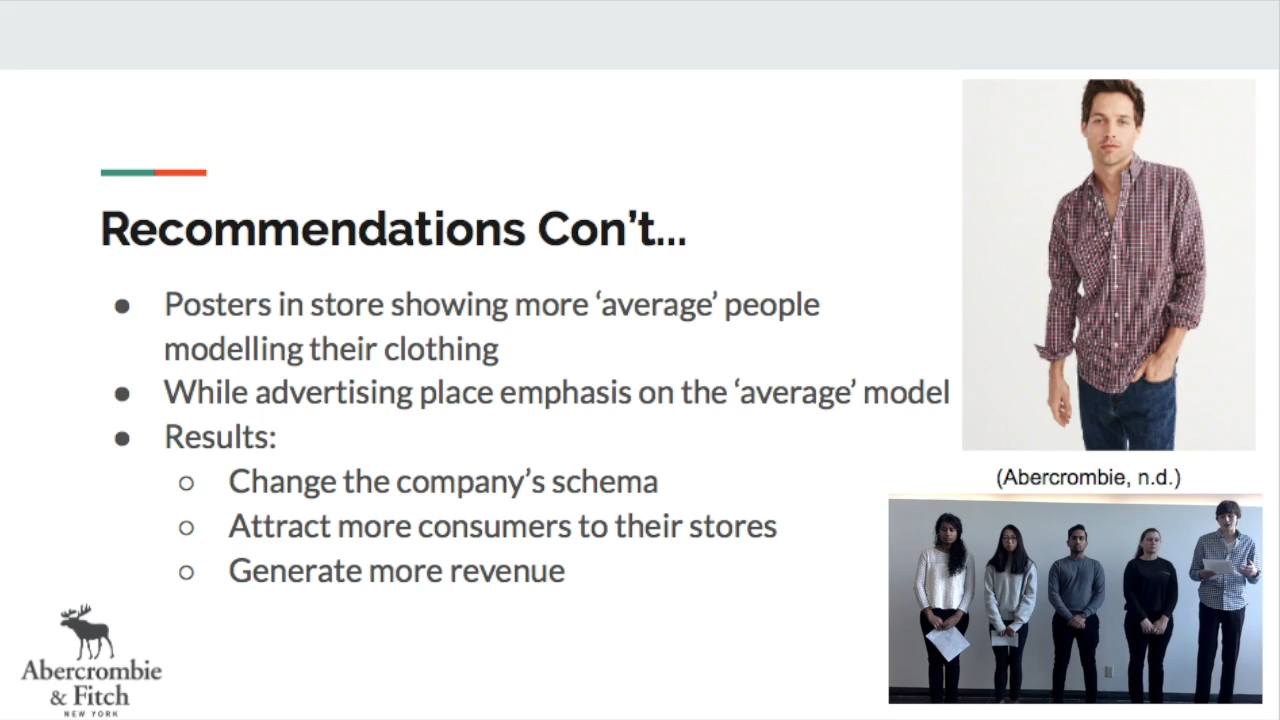 Recommendations Con't...
● Posters in store showing more ‘average’ people
modelling their clothing
● While advertising place emphasis on the ‘average’ model
● Results:
○ Change the company’s schema
○ Attract more consumers to their stores
○ Generate more revenue
(Abercrombie, n.d.)
Abercrombie
& Fitch
NEW YORK